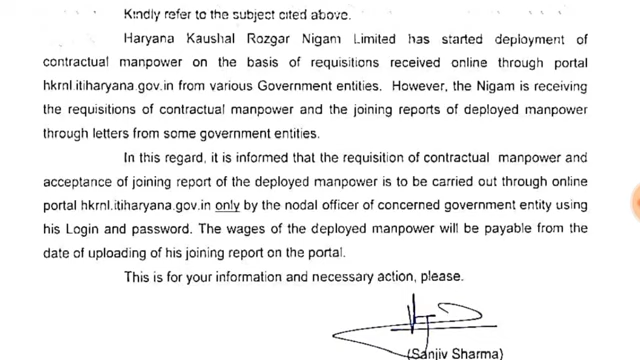 Kindly refer to the subject cited above.
Haryana Kaushal Rozgar Nigam Limited has started deployment of
contractual manpower on the basis of requisitions received online through portal
hkrnl.itiharyana.gov.in from various Government entities. However, the Nigam is receiving
the requisitions of contractual manpower and the joining reports of deployed manpower
through letters from some government entities.
In this regard, it is informed that the requisition of contractual manpower and
acceptance of joining report of the deployed manpower is to be carried out through online
portal hkrnl.itiharyana.gov.in only by the nodal officer of concerned government entity using
his Login and password. The wages of the deployed manpower will be payable from the
date of uploading of his joining report on the portal.
This is for your information and necessary action, please.
(Sanjiv Sharma)